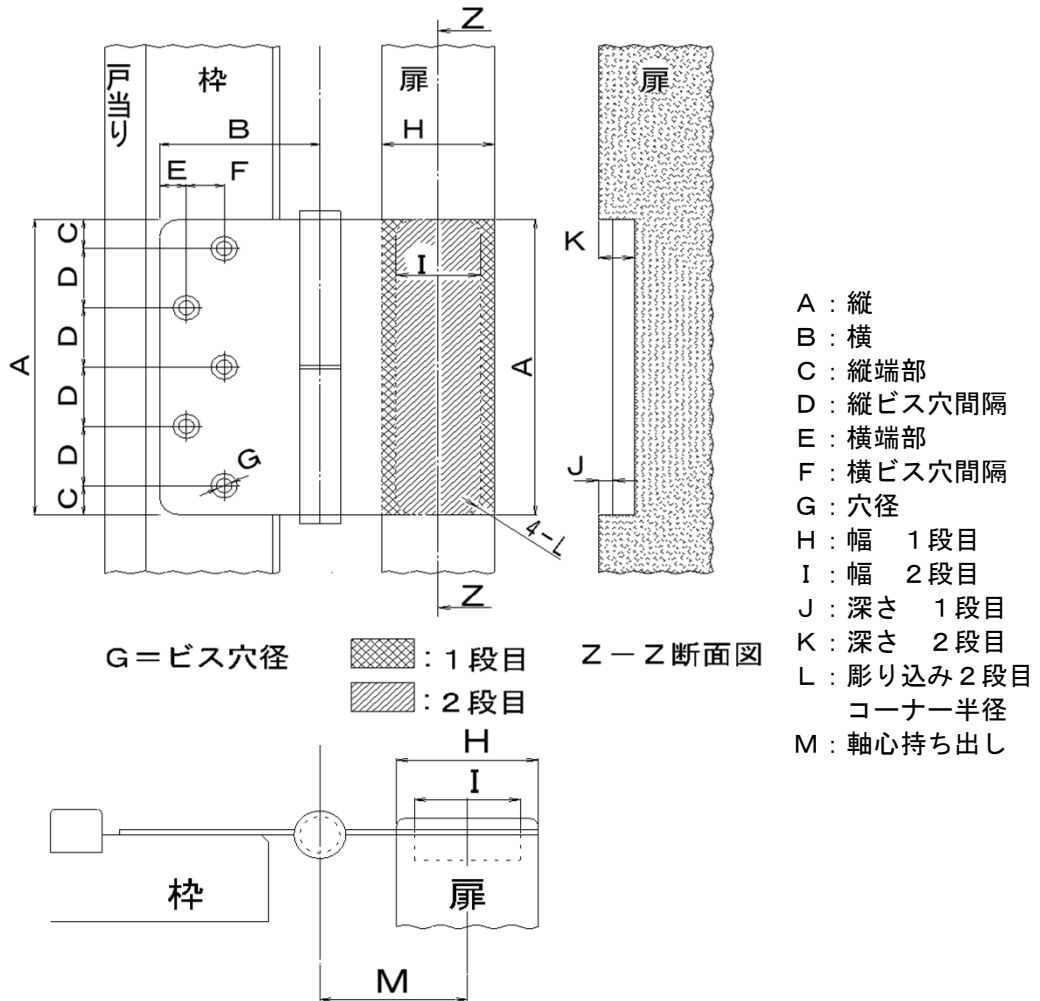 Z
戸当り
枠
扉
扉
B
H
E
F
C
K
I
D
D
A
A
D
D
G
J
C
4-L
Z
G＝ビス穴径
：１段目
Z－Z断面図
：２段目
A：縦
B：横
C：縦端部
D：縦ビス穴間隔
E：横端部
F：横ビス穴間隔
G：穴径
H：幅　１段目
I：幅　２段目
J：深さ　１段目
K：深さ　２段目
L：彫り込み２段目
コーナー半径
M：軸心持ち出し
H
I
枠
扉
M